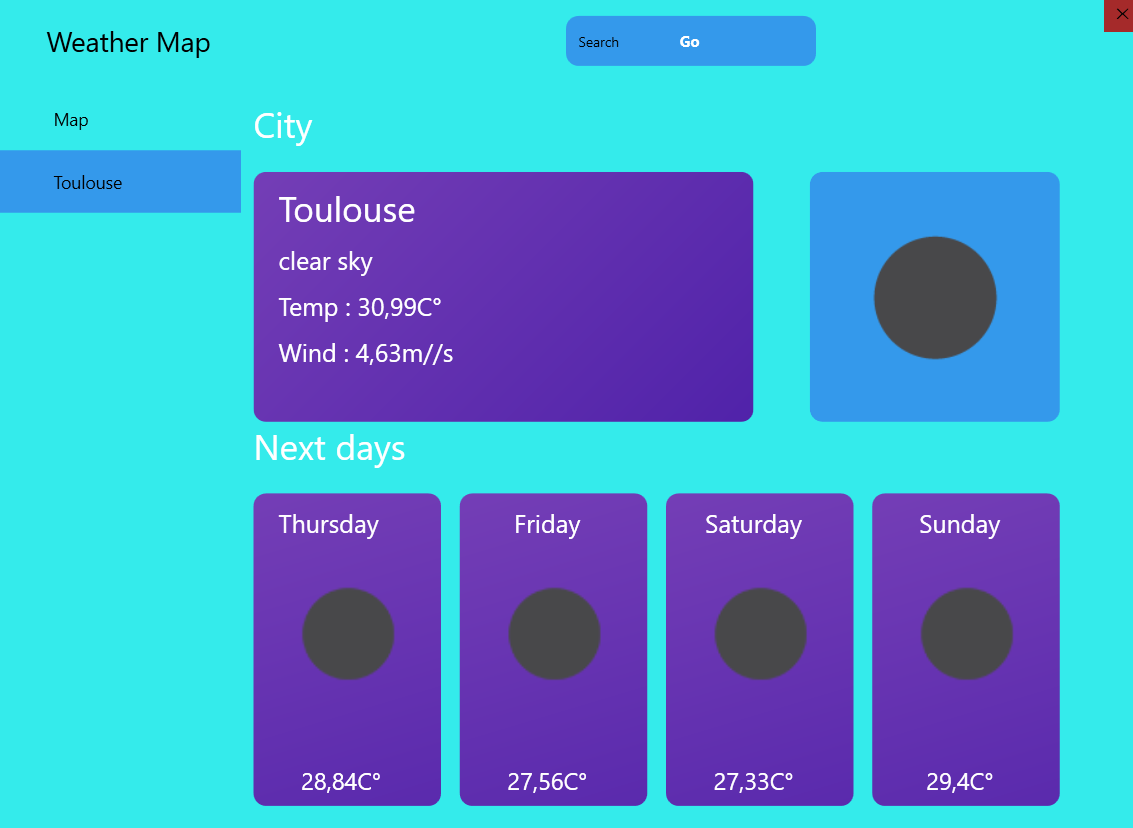 Weather Map
Search
Go
Map
Toulouse
City
Toulouse
clear sky
Temp : 30,99C°
Wind : 4,63m//s
Next days
Thursday
Friday
Saturday
Sunday
28,84C°
27,56C°
27,33C°
29,4C°